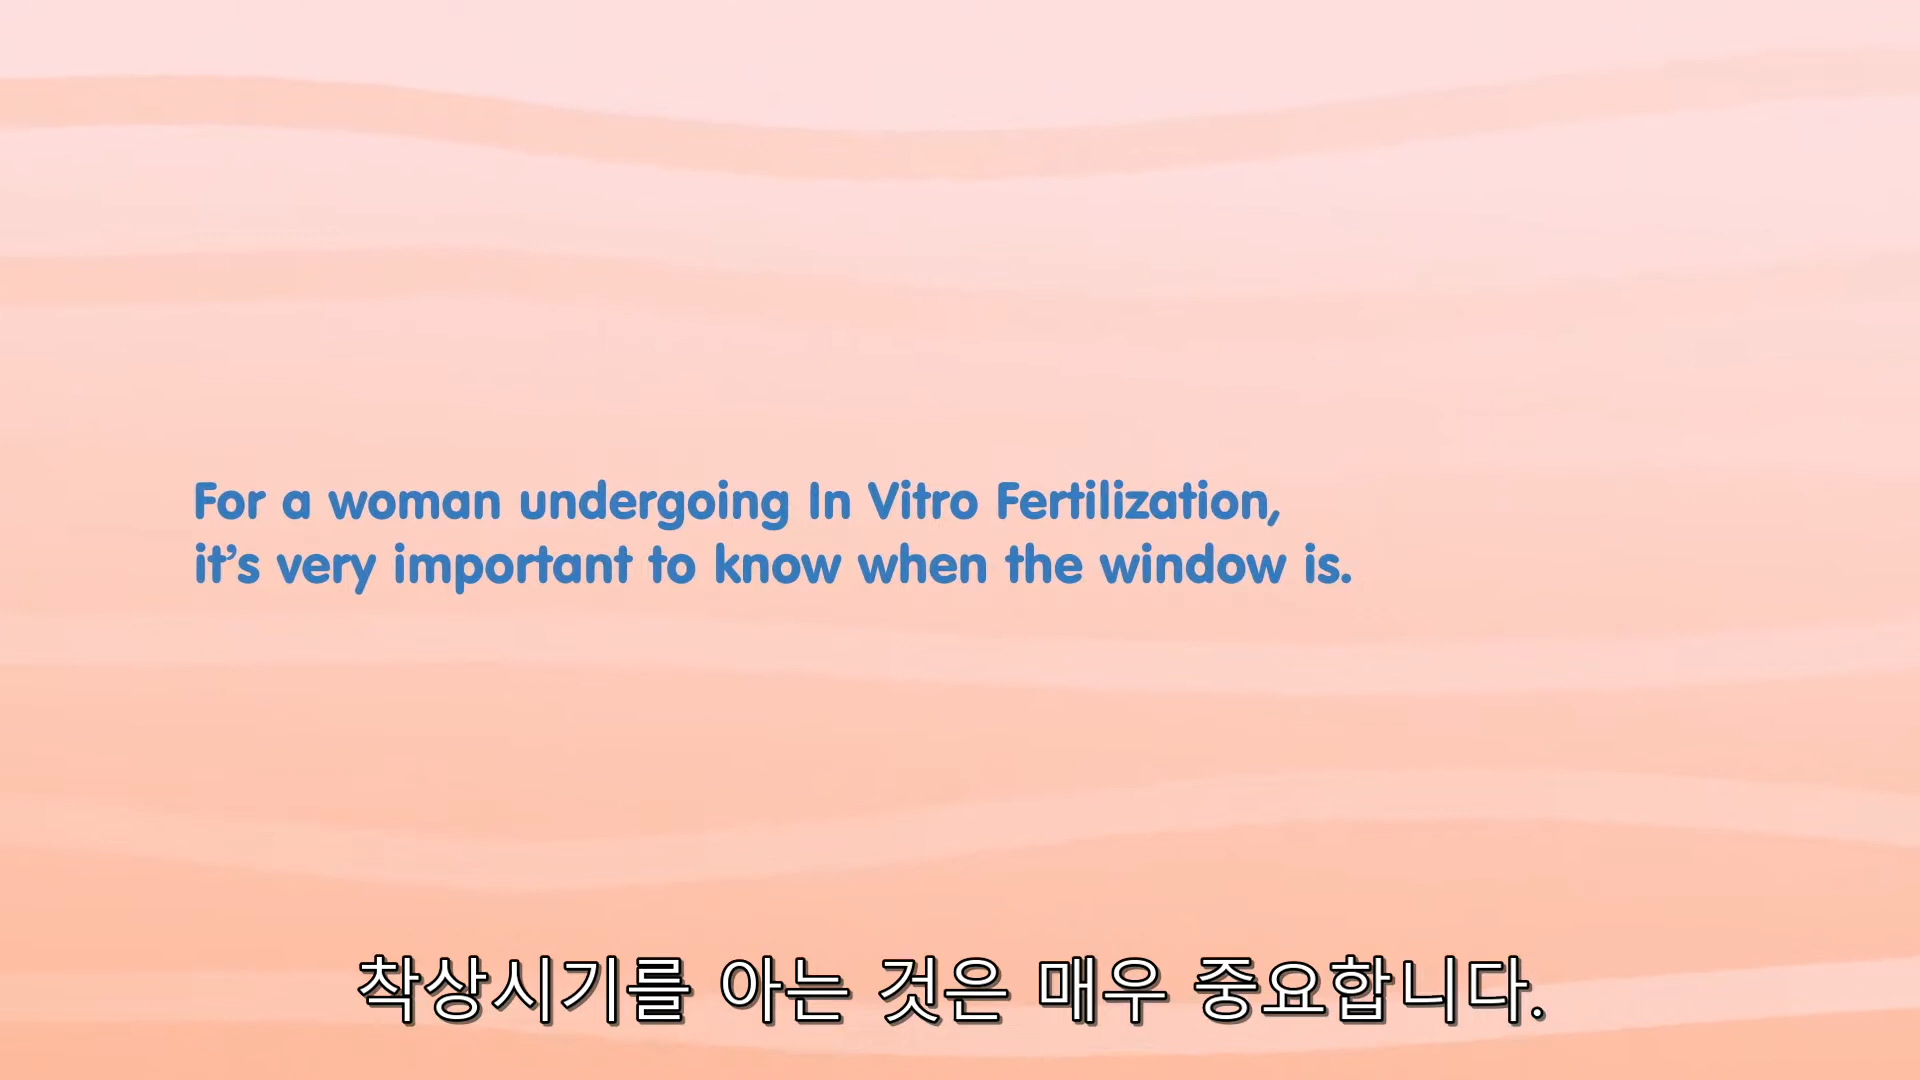 For a woman undergoing In Vitro Fertilization,
it’s very important to know when the window is.
착상시기를 아는 것은 매우 중요합니다.